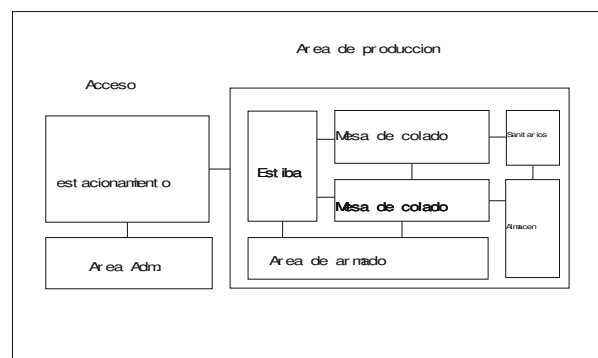 Area de produccion
Acceso
Mesa de colado
Sanitarios
estacionamiento
Estiba
Mesa de colado
Almacen
Area de armado
Area Adm.